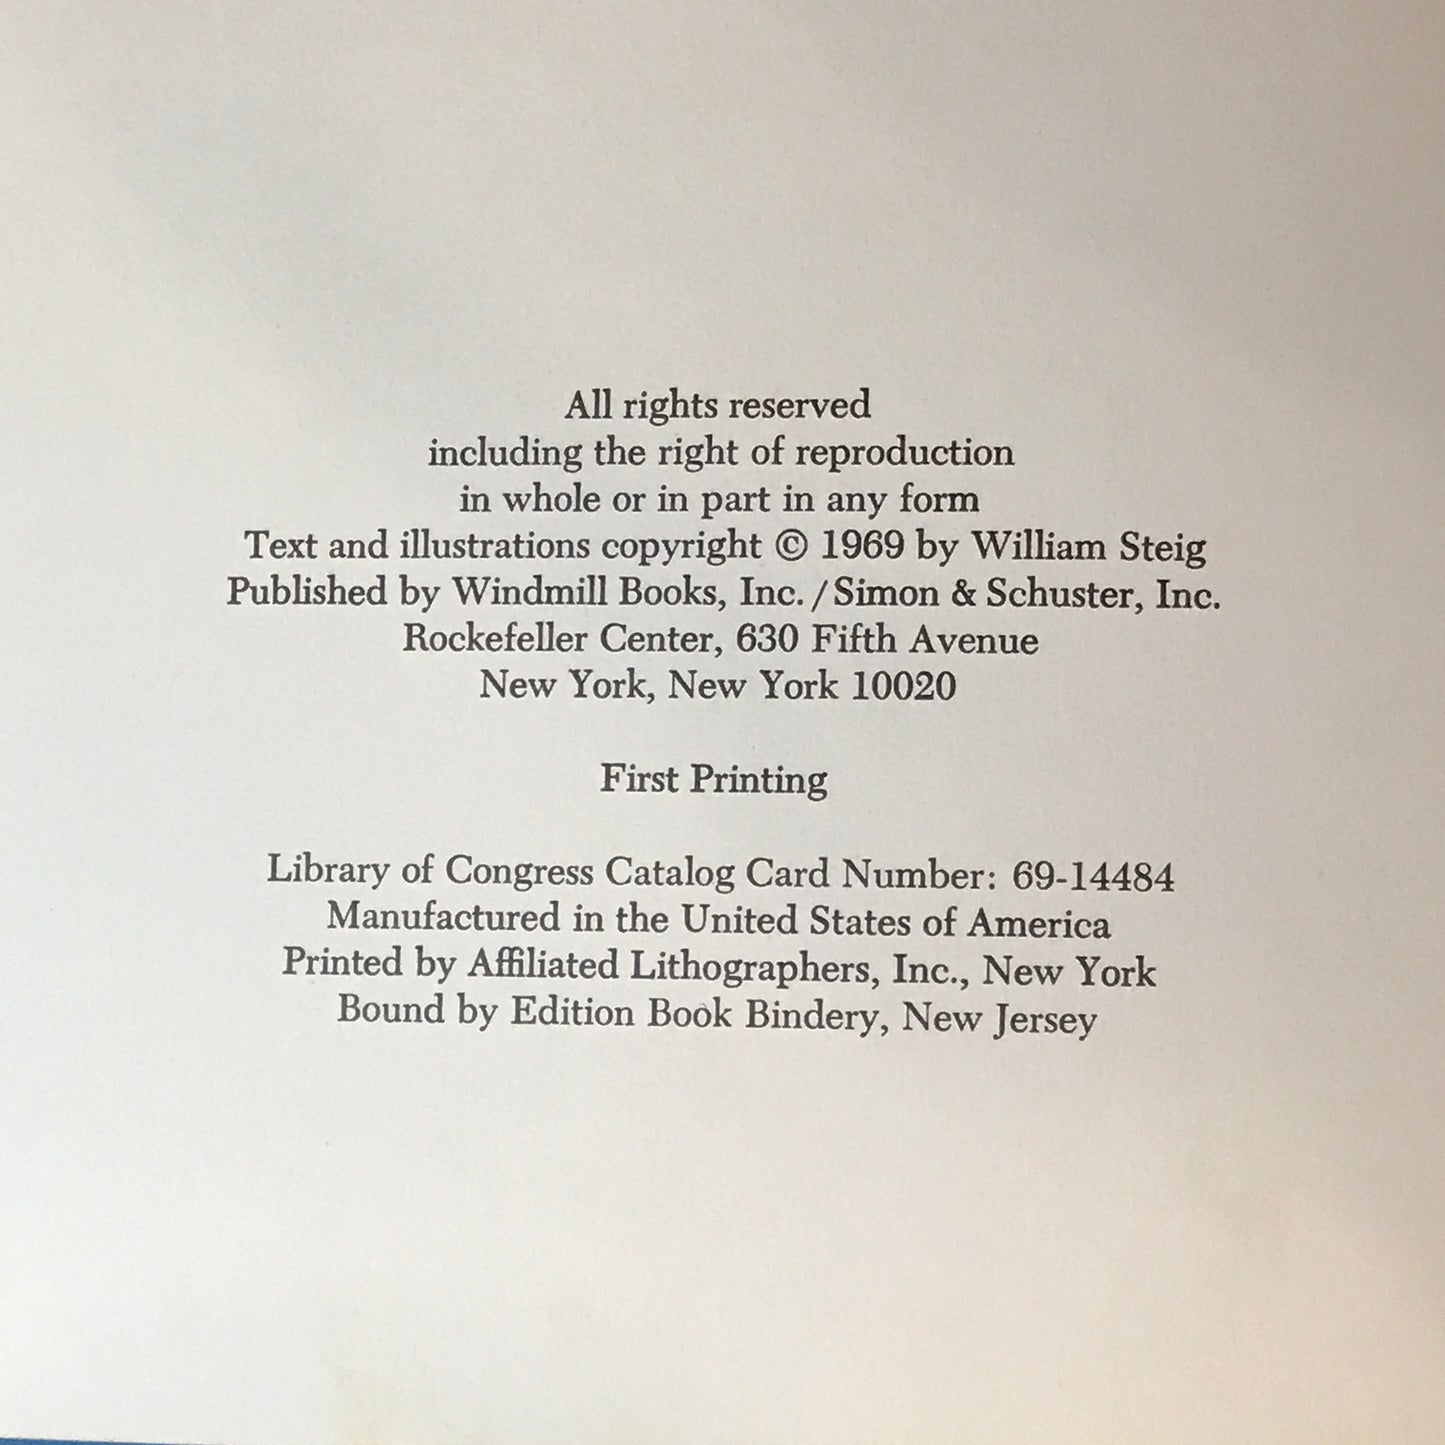 All rights reserved
including the right of reproduction
in whole or in part in any form
Text and illustrations copyright © 1969 by William Steig
Published by Windmill Books, Inc./Simon & Schuster, Inc.
Rockefeller Center, 630 Fifth Avenue
New York, New York 10020
First Printing
Library of Congress Catalog Card Number: 69-14484
Manufactured in the United States of America
Printed by Affiliated Lithographers, Inc., New York
Bound by Edition Book Bindery, New Jersey